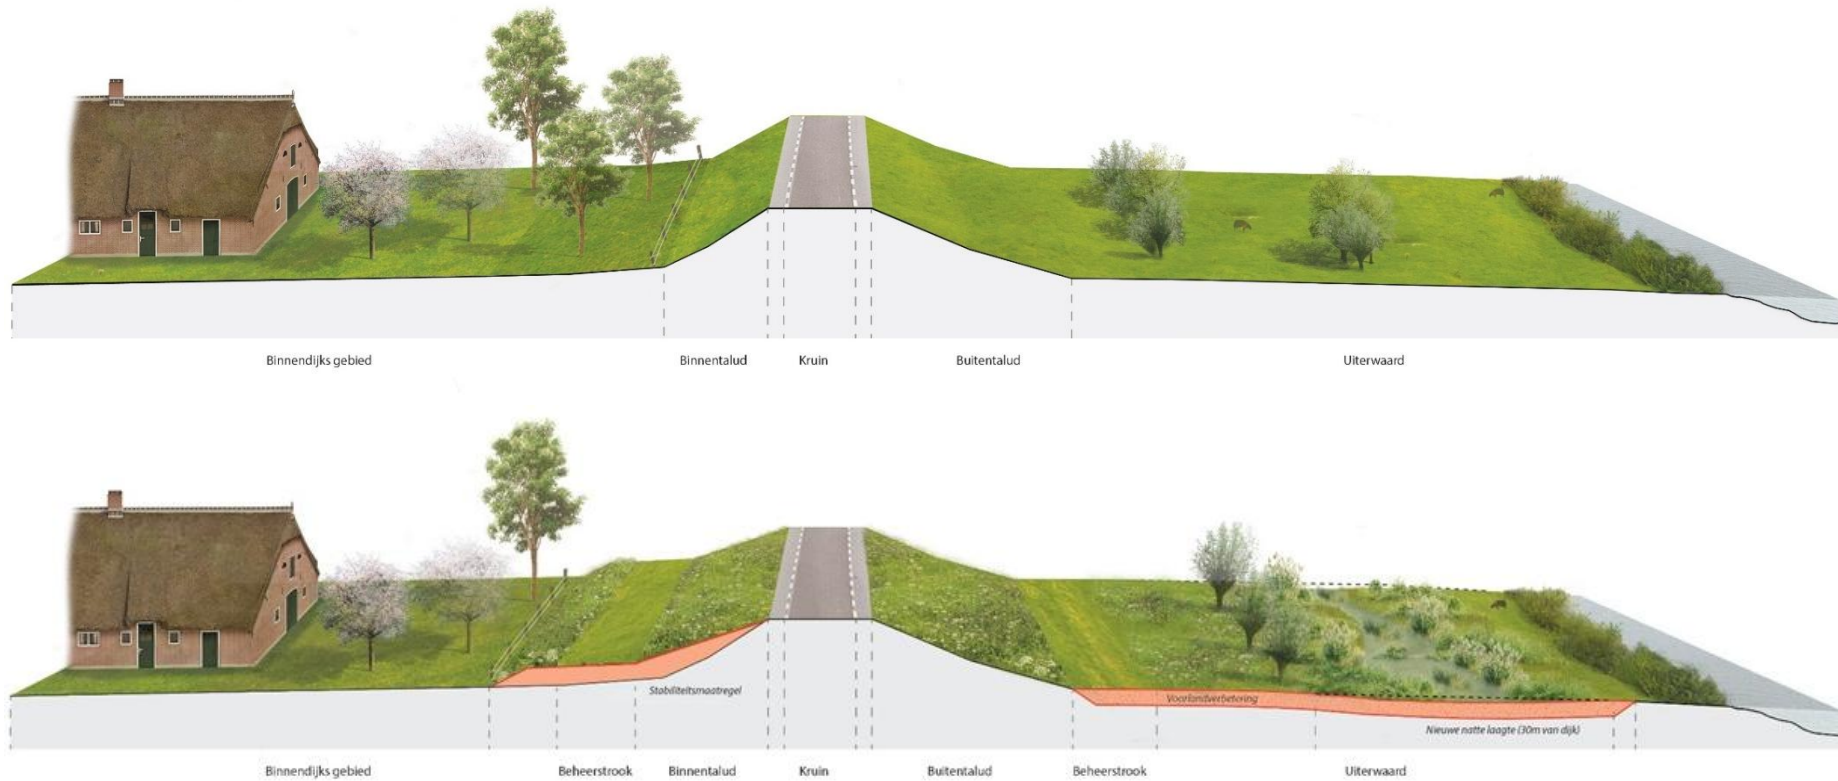 Binnendijks gebied
Binnentalud
Kruin
Buitentalud
Uiterwaard
Stabiliteitsmaatregel
Voorlandverbetering
Nieuwe natte laagte (30m van dijk)
Binnendijks gebied
Beheerstrook
Binnentalud
Kruin
Buitentalud
Beheerstrook
Uiterwaard